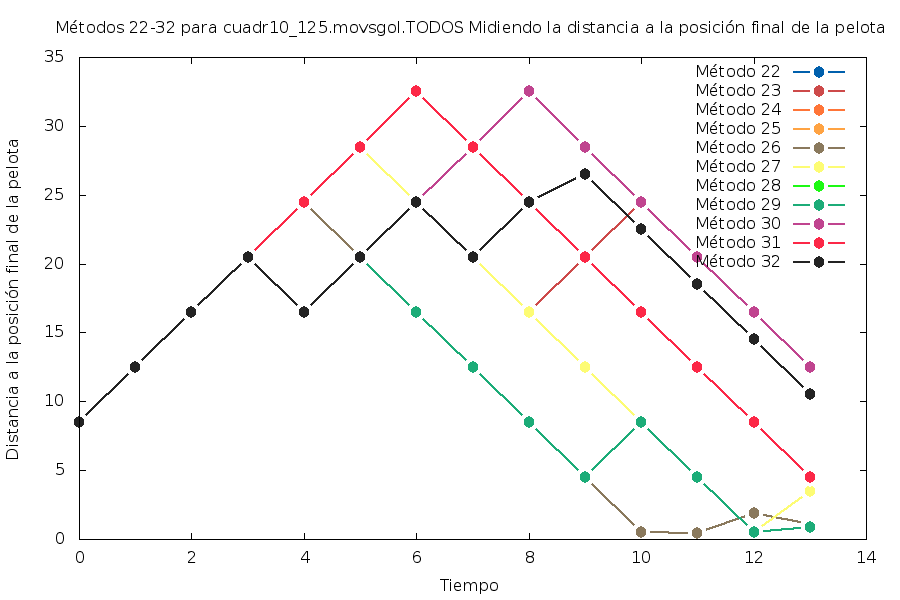 Métodos 22-32 para cuadr10_125.movsgol.TODOS Midiendo la distancia a la posición final de la pelota
Distancia a la posición final de la pelota
35
30
25
20
15
10
5
0
Método 22
Método 23
Método 24
Método 25
Método 26
Método 27
Método 28
Método 29
Método 30
Método 31
Método 32
0 2 4 6 8 10 12 14
Tiempo